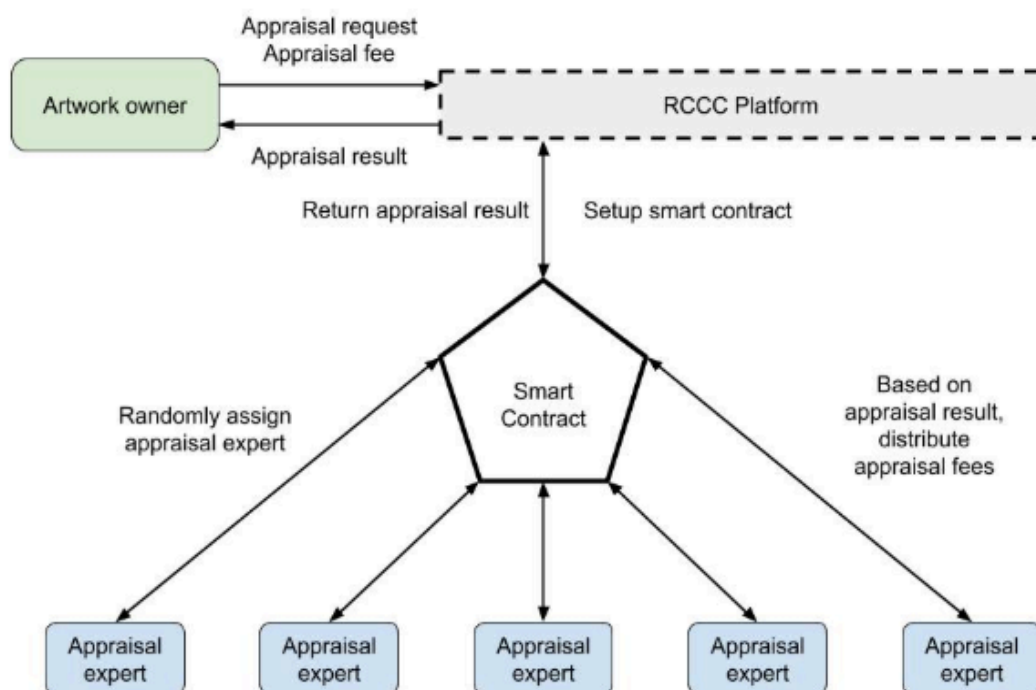 Appraisal request
Appraisal fee
Artwork owner
RCCC Platform
Appraisal result
Return appraisal result
Setup smart contract
Smart
Contract
Randomly assign
appraisal expert
Based on
appraisal result,
distribute
appraisal fees
Appraisal
expert
Appraisal
expert
Appraisal
expert
Appraisal
expert
Appraisal
expert